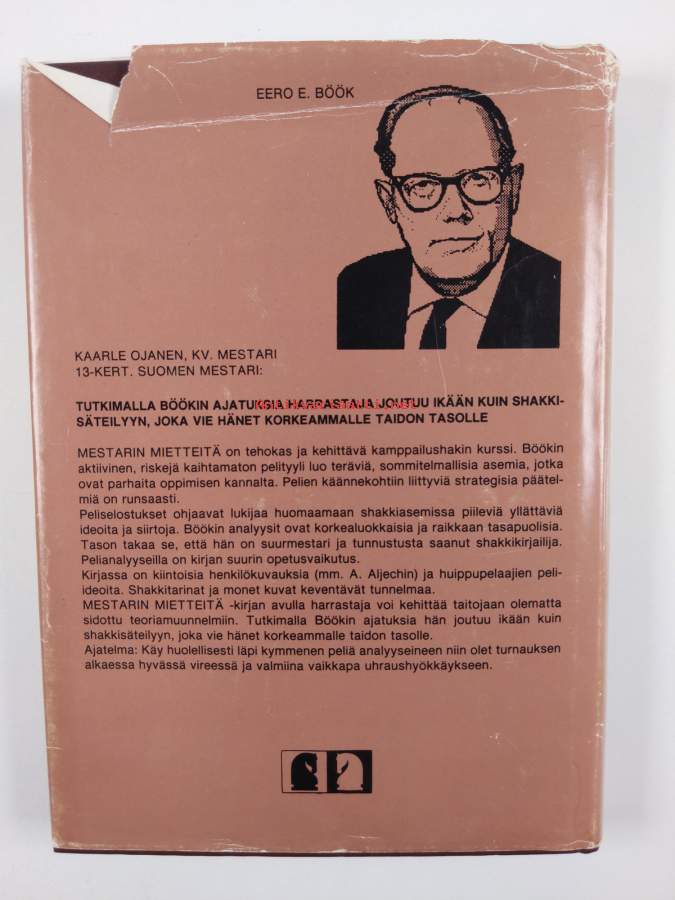 EERO E. BÖÖK
KAARLE OJANEN, KV. MESTARI
13-KERT. SUOMEN MESTARI:
TUTKIMALLA BÖÖKIN AJATUKSIA HARRASTAJA JOUTUU IKÄÄN KUIN SHAKKI-
SÄTEILYYN, JOKA VIE HÄNET KORKEAMMALLE TAIDON TASOLLE
MESTARIN MIETTEITÄ on tehokas ja kehittävä kamppailushakin kurssi. Böökin
aktiivinen, riskejä kaihtamaton pelityyli luo teräviä, sommitelmallisia asemia, jotka
ovat parhaita oppimisen kannalta. Pelien käännekohtiin liittyviä strategisia päätel-
miä on runsaasti.
Peliselostukset ohjaavat lukijaa huomaamaan shakkiasemissa piileviä yllättäviä
ideoita ja siirtoja. Böökin analyysit ovat korkealuokkaisia ja raikkaan tasapuolisia.
Tason takaa se, että hän on suurmestari ja tunnustusta saanut shakkikirjailija.
Pelianalyyseilla on kirjan suurin opetusvaikutus.
Kirjassa on kiintoisia henkilökuvauksia (mm. A. Aljechin) ja huippupelaajien peli-
ideoita. Shakkitarinat ja monet kuvat keventävät tunnelmaa.
MESTARIN MIETTEITÄ -kirjan avulla harrastaja voi kehittää taitojaan olematta
sidottu teoriamuunnelmiin. Tutkimalla Böökin ajatuksia hän joutuu ikään kuin
shakkisäteilyyn, joka vie hänet korkeammalle taidon tasolle.
Ajatelma: Käy huolellisesti läpi kymmenen peliä analyyseineen niin olet turnauksen
alkaessa hyvässä vireessä ja valmiina vaikkapa uhraushyökkäykseen.